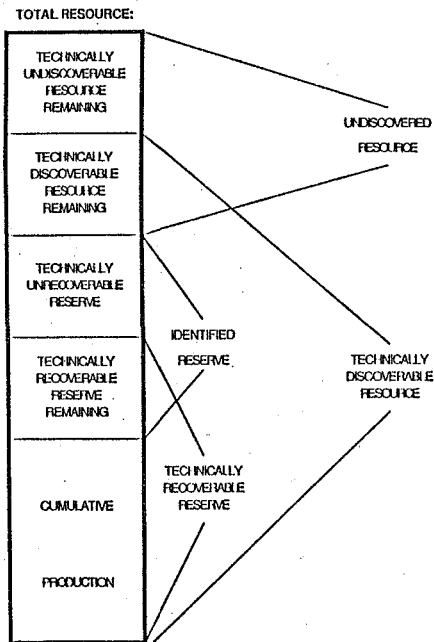 TOTAL RESOURCE:
TECHNICALLY
UNDISCOVERABLE
RESOURCE
REMAINING
TECHNICALLY
DISCOVERABLE
RESOURCE
REMAINING
TECHNICALLY
UNRECOVERABLE
RESERVE
TECHNICALLY
RECOVERABLE
RESERVE
REMAINING
CUMULATIVE
PRODUCTION
IDENTIFIED
RESERVE
TECHNICALLY
RECOVERABLE
RESERVE
UNDISCOVERED
RESOURCE
TECHNICALLY
DISCOVERABLE
RESOURCE